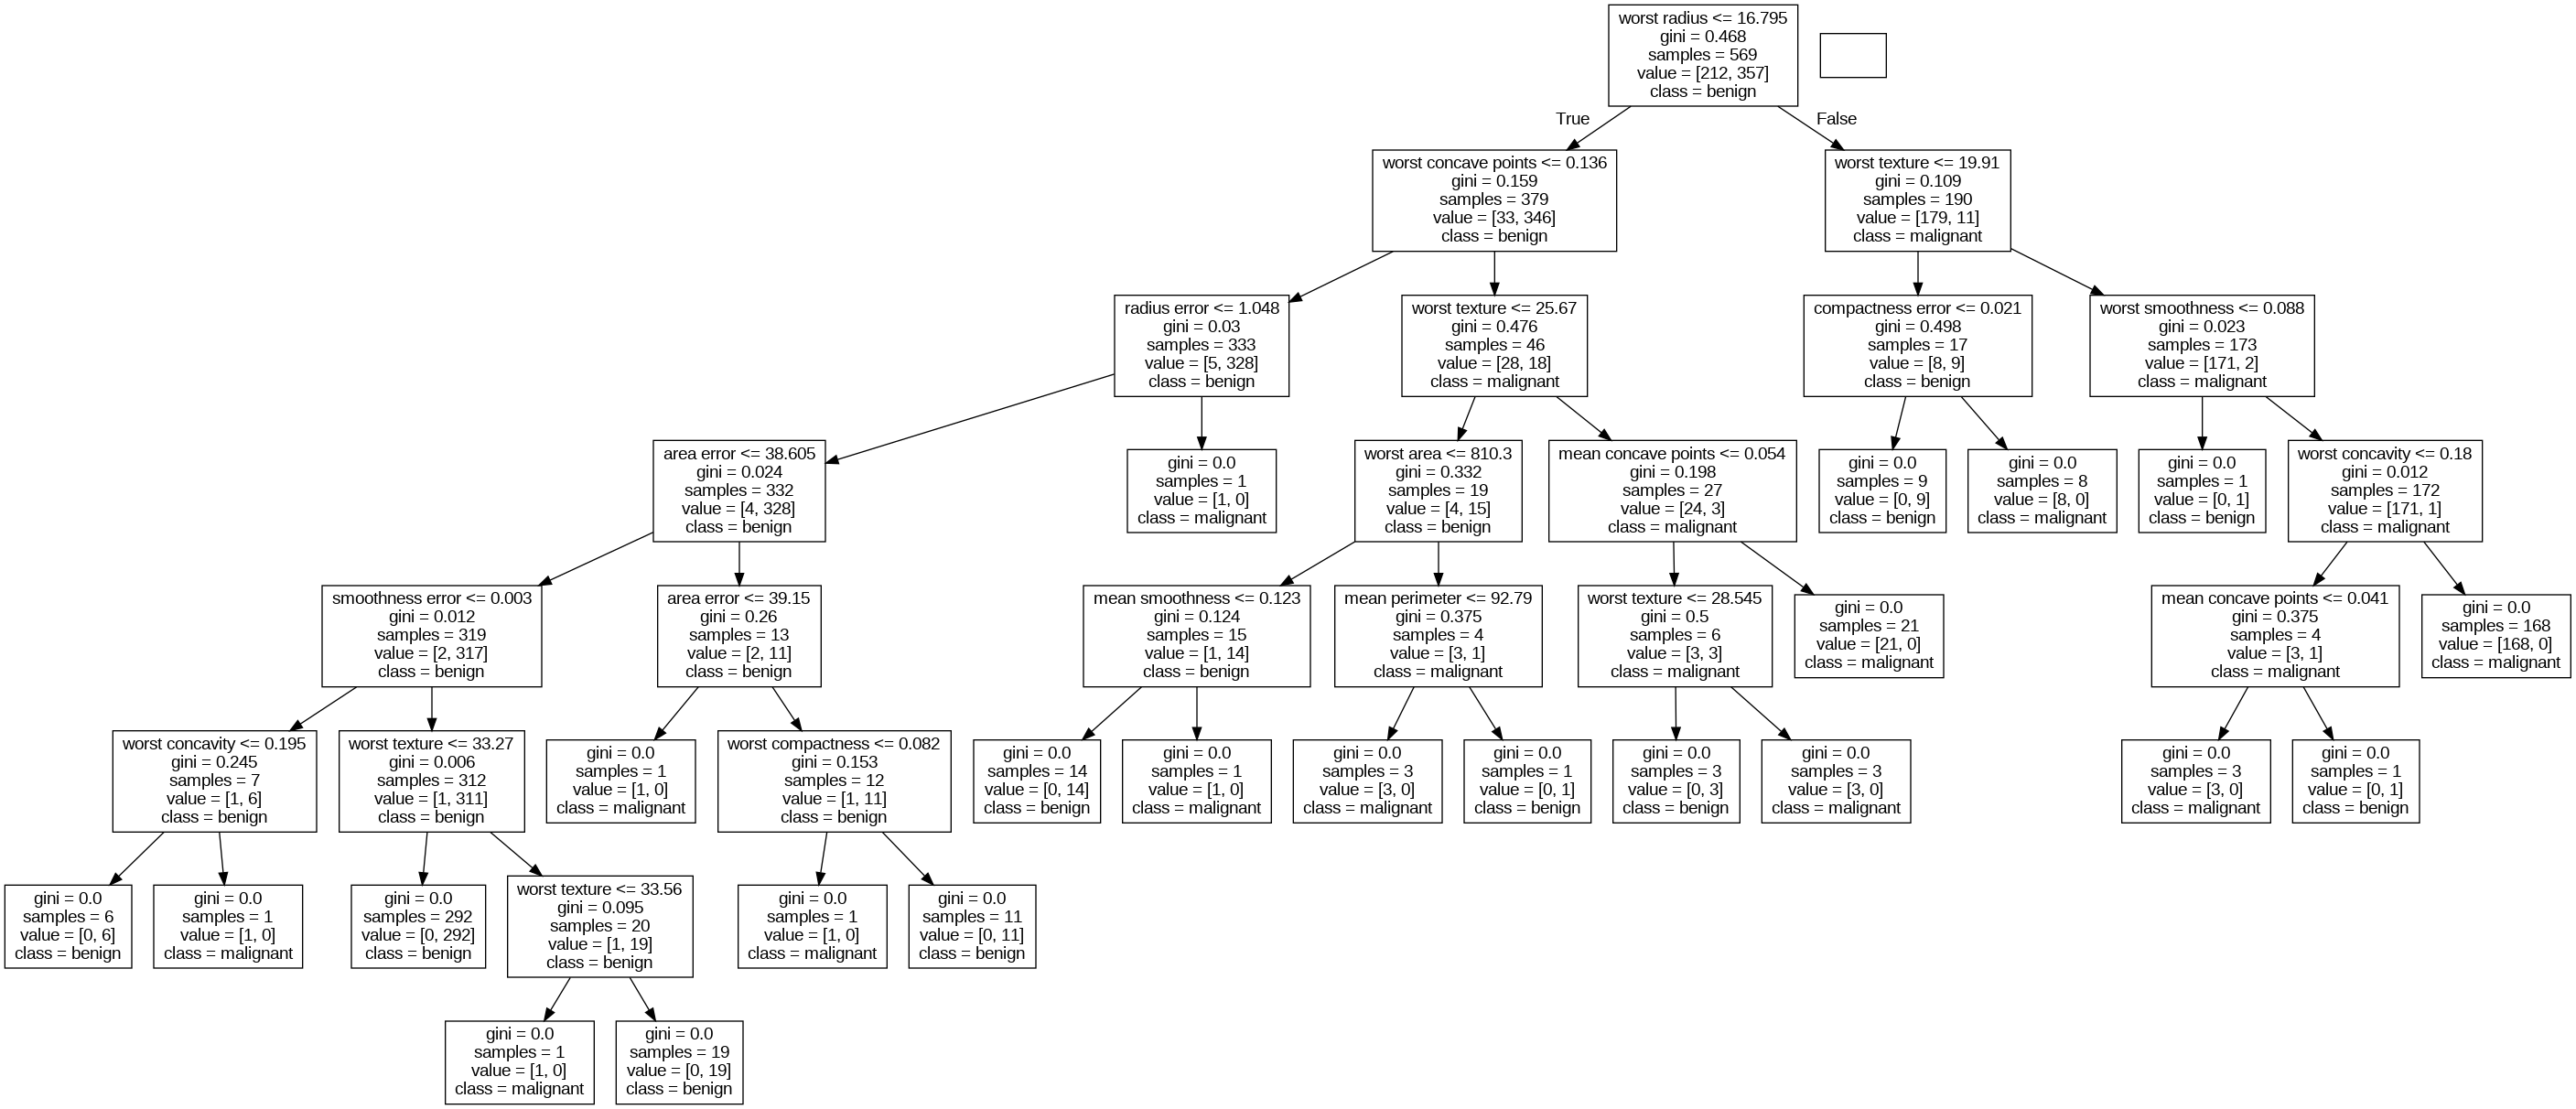 worst radius <= 16.795
gini = 0.468
samples = 569
value = [212, 357]
class = benign
True
False
worst concave points <= 0.136
gini = 0.159
samples = 379
value = [33, 346]
class = benign
worst texture <= 19.91
gini = 0.109
samples = 190
value = [179, 11]
class = malignant
radius error <= 1.048
gini = 0.03
samples = 333
value = [5, 328]
class = benign
worst texture <= 25.67
gini = 0.476
samples = 46
value = [28, 18]
class = malignant
compactness error <= 0.021
gini = 0.498
samples = 17
value = [8, 9]
class = benign
worst smoothness <= 0.088
gini = 0.023
samples = 173
value = [171, 2]
class = malignant
area error <= 38.605
gini = 0.024
samples = 332
value = [4, 328]
class = benign
gini = 0.0
samples = 1
value = [1, 0]
class = malignant
worst area <= 810.3
gini = 0.332
samples = 19
value = [4, 15]
class = benign
mean concave points <= 0.054
gini = 0.198
samples = 27
value = [24, 3]
class = malignant
gini = 0.0
samples = 9
value = [0, 9]
class = benign
gini = 0.0
samples = 8
value = [8, 0]
class = malignant
gini = 0.0
samples = 1
value = [0, 1]
class = benign
worst concavity <= 0.18
gini = 0.012
samples = 172
value = [171, 1]
class = malignant
smoothness error <= 0.003
gini = 0.012
samples = 319
value = [2, 317]
class = benign
area error <= 39.15
gini = 0.26
samples = 13
value = [2, 11]
class = benign
mean smoothness <= 0.123
gini = 0.124
samples = 15
value = [1, 14]
class = benign
mean perimeter <= 92.79
gini = 0.375
samples = 4
value = [3, 1]
class = malignant
worst texture <= 28.545
gini = 0.5
samples = 6
value = [3, 3]
class = malignant
gini = 0.0
samples = 21
value = [21, 0]
class = malignant
mean concave points <= 0.041
gini = 0.375
samples = 4
value = [3, 1]
class = malignant
gini = 0.0
samples = 168
value = [168, 0]
class = malignant
worst concavity <= 0.195
gini = 0.245
samples = 7
value = [1, 6]
class = benign
worst texture <= 33.27
gini = 0.006
samples = 312
value = [1, 311]
class = benign
gini = 0.0
samples = 1
value = [1, 0]
class = malignant
worst compactness <= 0.082
gini = 0.153
samples = 12
value = [1, 11]
class = benign
gini = 0.0
samples = 14
value = [0, 14]
class = benign
gini = 0.0
samples = 1
value = [1, 0]
class = malignant
gini = 0.0
samples = 3
value = [3, 0]
class = malignant
gini = 0.0
samples = 1
value = [0, 1]
class = benign
gini = 0.0
samples = 3
value = [0, 3]
class = benign
gini = 0.0
samples = 3
value = [3, 0]
class = malignant
gini = 0.0
samples = 3
value = [3, 0]
class = malignant
gini = 0.0
samples = 1
value = [0, 1]
class = benign
gini = 0.0
samples = 6
value = [0, 6]
class = benign
gini = 0.0
samples = 1
value = [1, 0]
class = malignant
gini = 0.0
samples = 292
value = [0, 292]
class = benign
worst texture <= 33.56
gini = 0.095
samples = 20
value = [1, 19]
class = benign
gini = 0.0
samples = 1
value = [1, 0]
class = malignant
gini = 0.0
samples = 11
value = [0, 11]
class = benign
gini = 0.0
samples = 1
value = [1, 0]
class = malignant
gini = 0.0
samples = 19
value = [0, 19]
class = benign